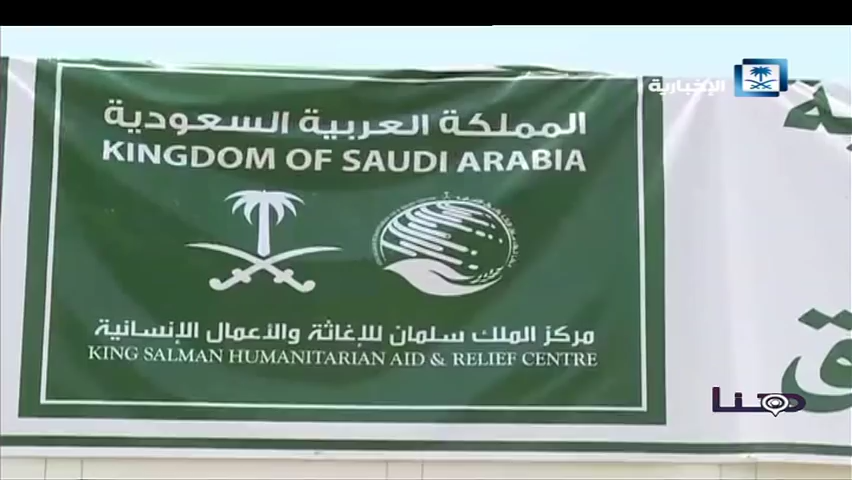 الإخبارية
المملكة العربية السعودية
KINGDOM OF SAUDI ARABIA
مركز الملك سلمان للإغاثة والأعمال الإنسانية
KING SALMAN HUMANITARIAN AID & RELIEF CENTRE
هنا